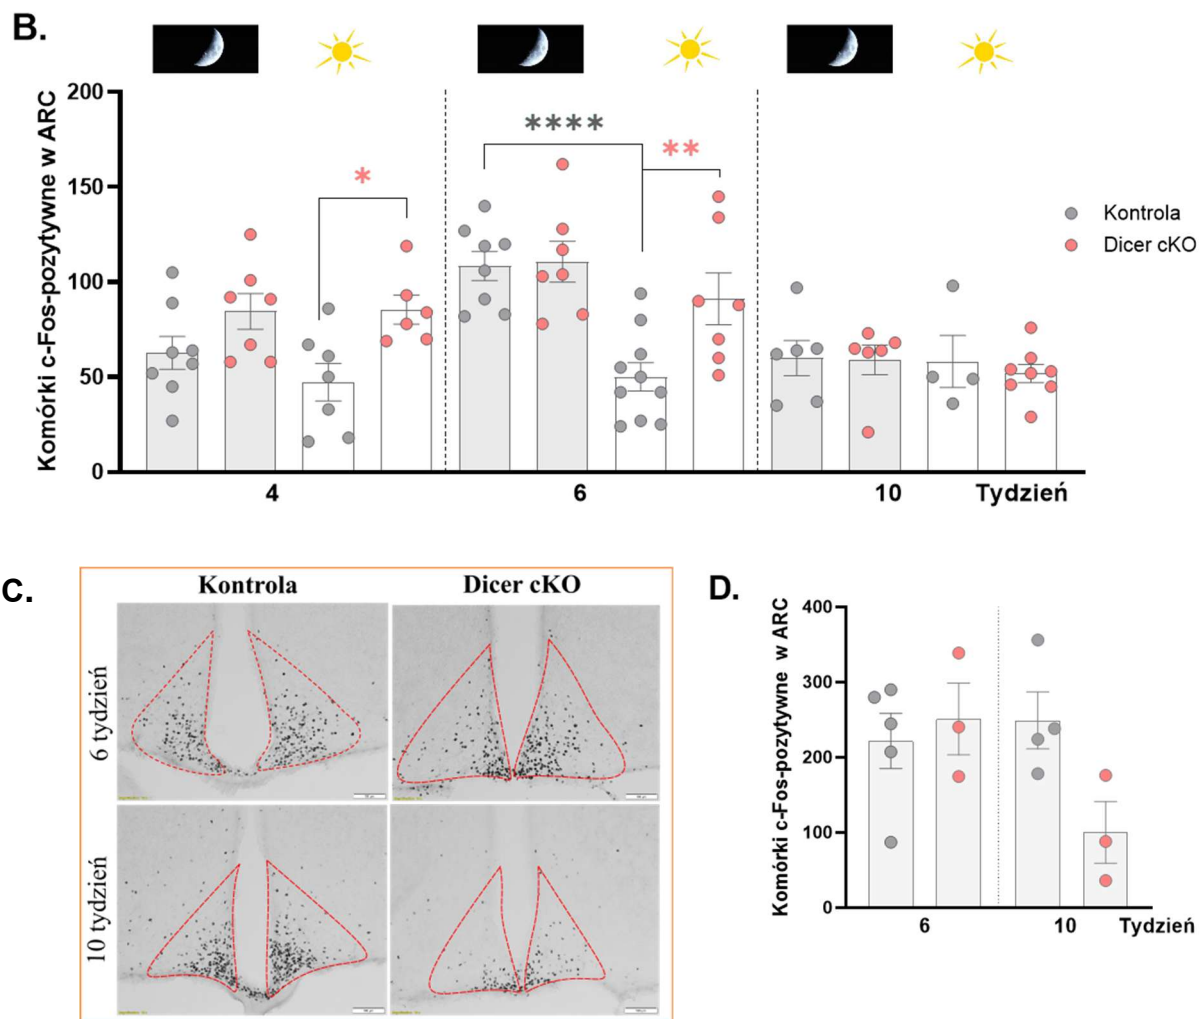 B.
Komórki c-Fos-pozytywne w ARC
200
150
100
50
0
*
****
**
4
6
10
Tydzień
Kontrola
Dicer cKO
C.
Kontrola
Dicer cKO
6 tydzień
10 tydzień
D.
Komórki c-Fos-pozytywne w ARC
400
300
200
100
0
6
10
Tydzień